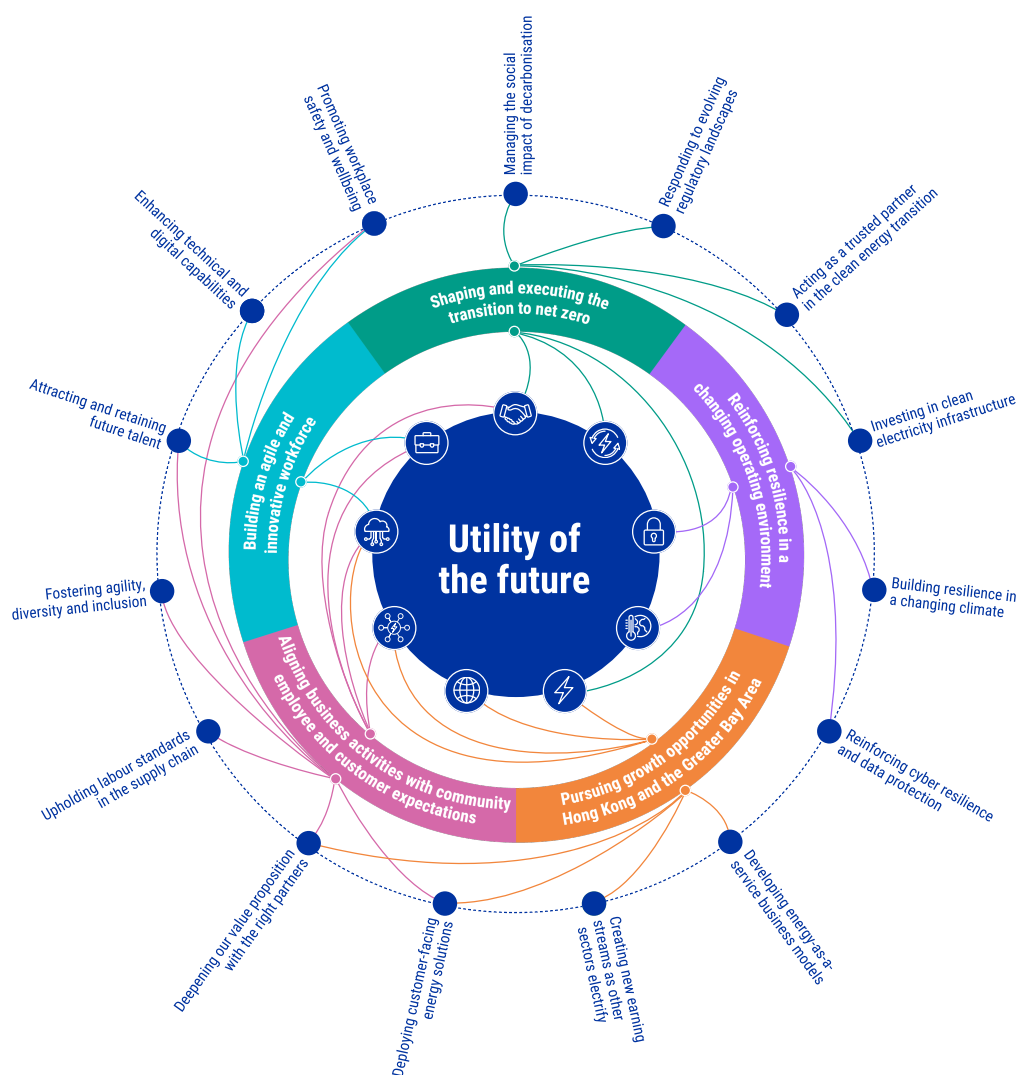 Managing the social
impact of decarbonisation
Responding to evolving
regulatory landscapes
Acting as a trusted partner
in the clean energy transition
Investing in clean
electricity infrastructure
Building resilience in
a changing climate
Reinforcing cyber resilience
and data protection
Developing energy-as-a-
service business models
Creating new earning
streams as other
sectors electrify
Deploying customer-facing
energy solutions
Deepening our value proposition
with the right partners
Upholding labour standards
in the supply chain
Fostering agility,
diversity and inclusion
Attracting and retaining
future talent
Enhancing technical and
digital capabilities
Promoting workplace
safety and wellbeing
Shaping and executing the
transition to net zero
Reinforcing resilience in a
changing operating environment
Pursuing growth opportunities in
Hong Kong and the Greater Bay Area
Aligning business activities with community
employee and customer expectations
Building an agile and
innovative workforce
Utility of
the future